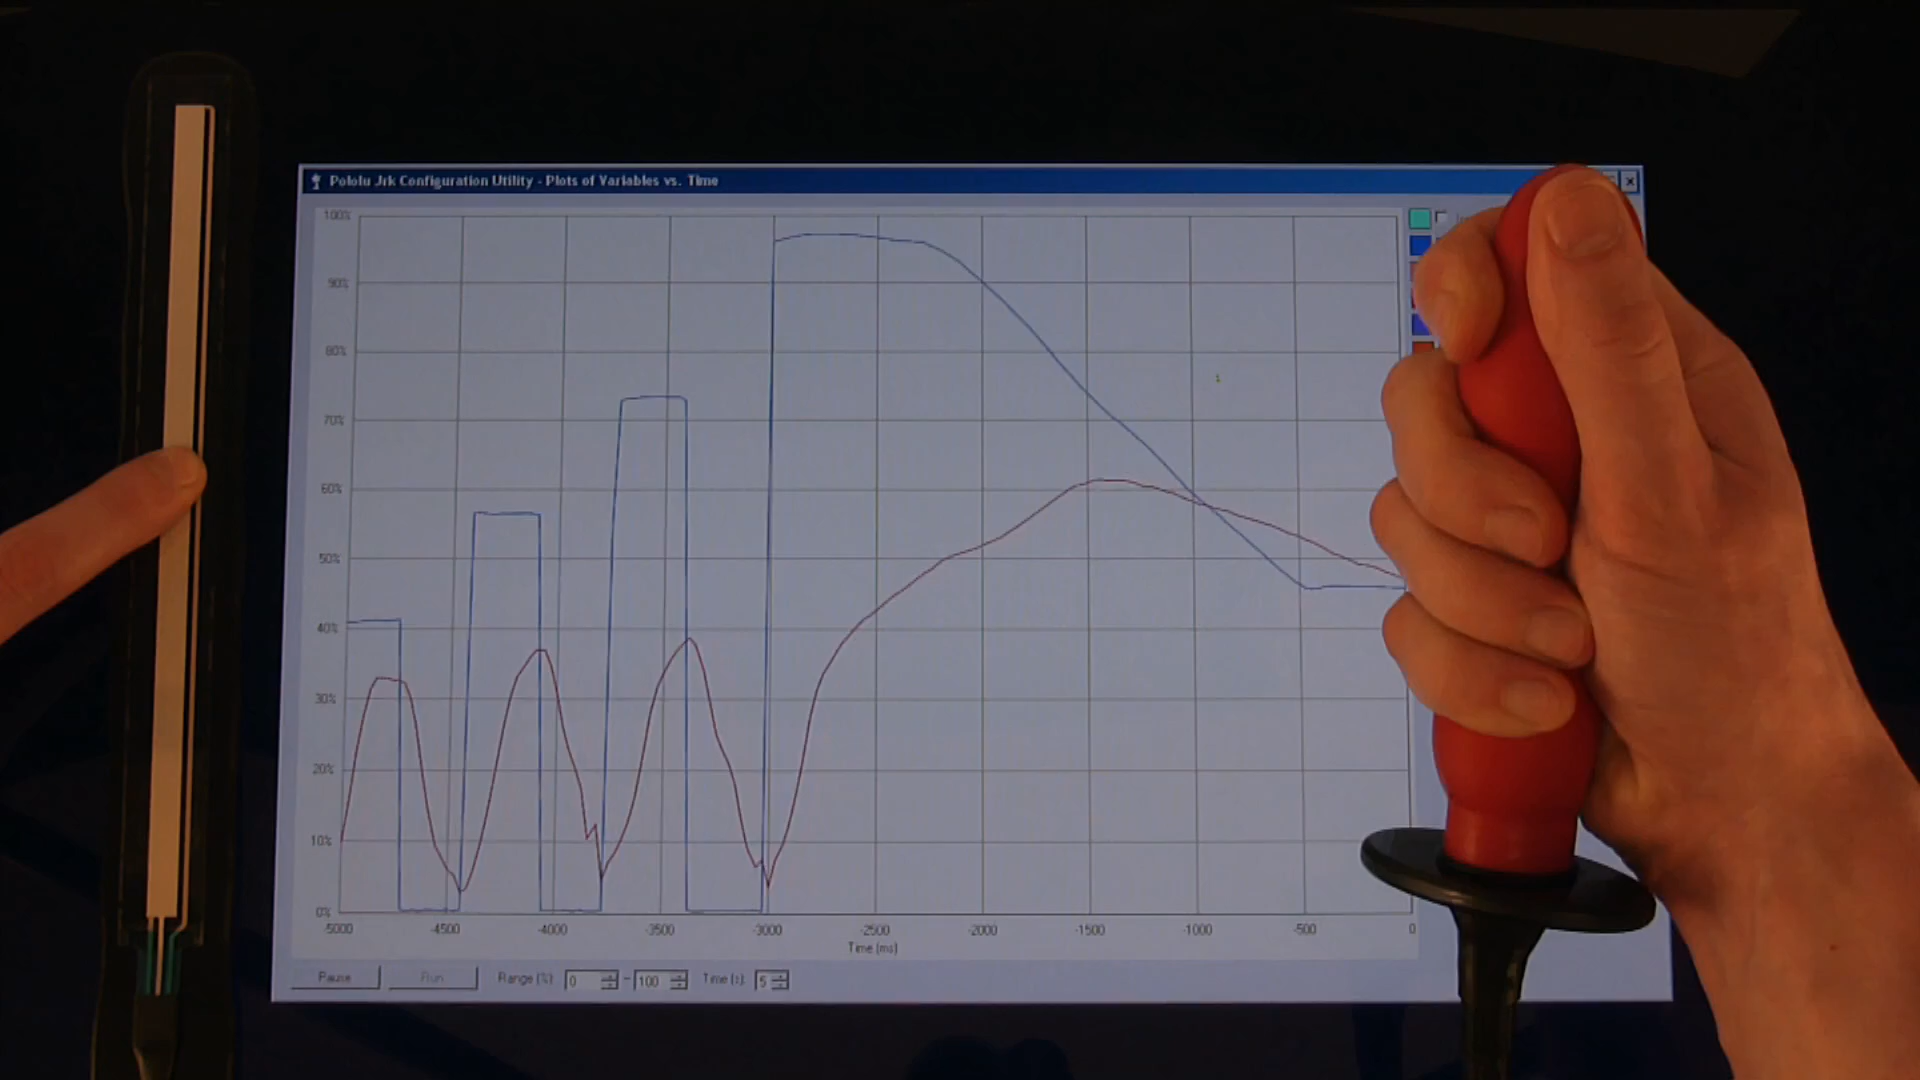 Pololu Jrk Configuration Utility - Plots of Variables vs. Time
100%
90%
80%
70%
60%
50%
40%
30%
20%
10%
0%
-5000 -4500 -4000 -3500 -3000 -2500 -2000 -1500 -1000 -500 0
Time (ms)
Pause Run Range (%): 0 - 100 Time (s): 5